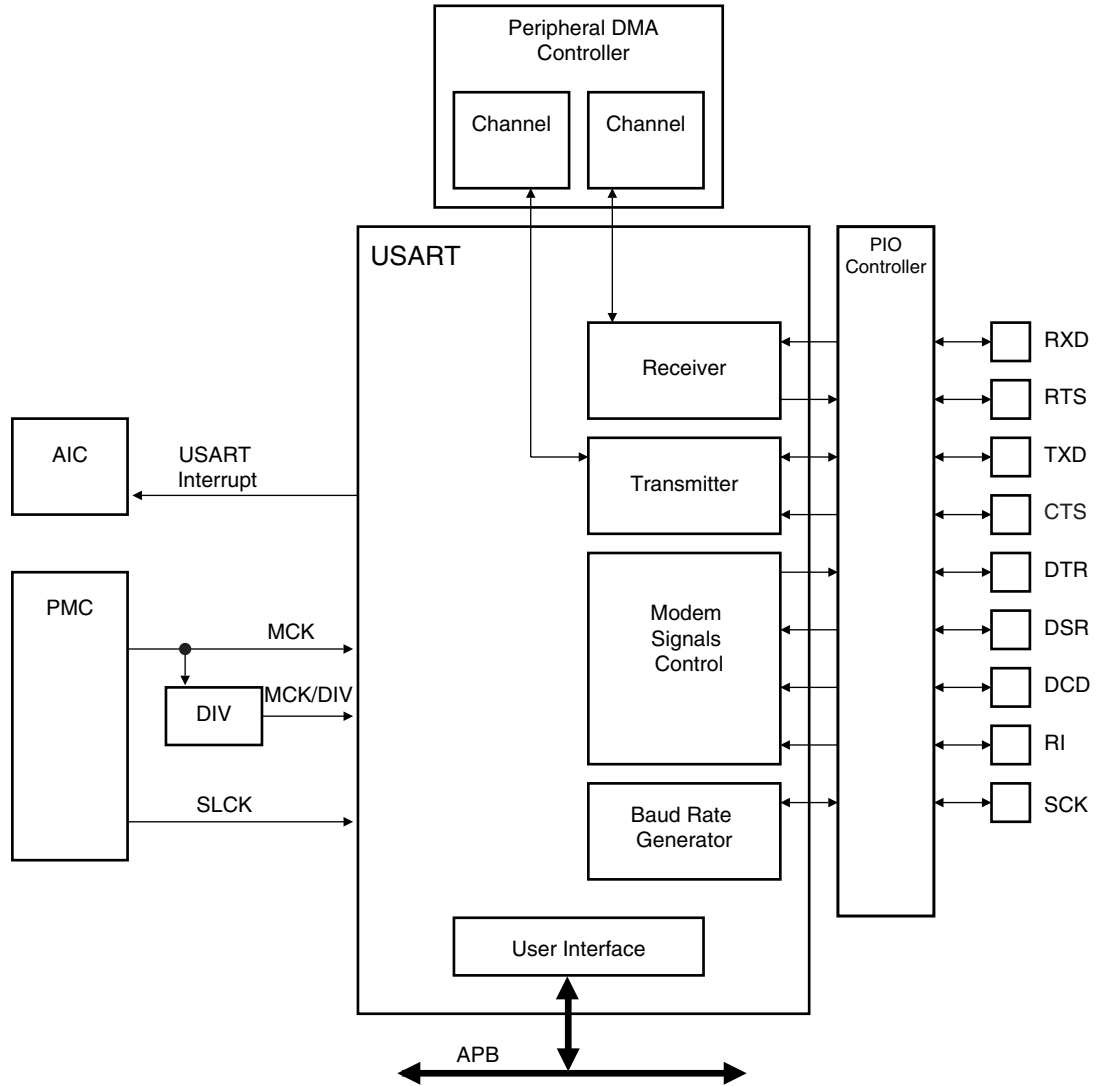 Peripheral DMA
Controller
Channel
Channel
USART
PIO
Controller
Receiver
RXD
RTS
AIC
USART
Interrupt
Transmitter
TXD
CTS
PMC
MCK
DIV
MCK/DIV
SLCK
Modem
Signals
Control
DTR
DSR
DCD
RI
Baud Rate
Generator
SCK
User Interface
APB